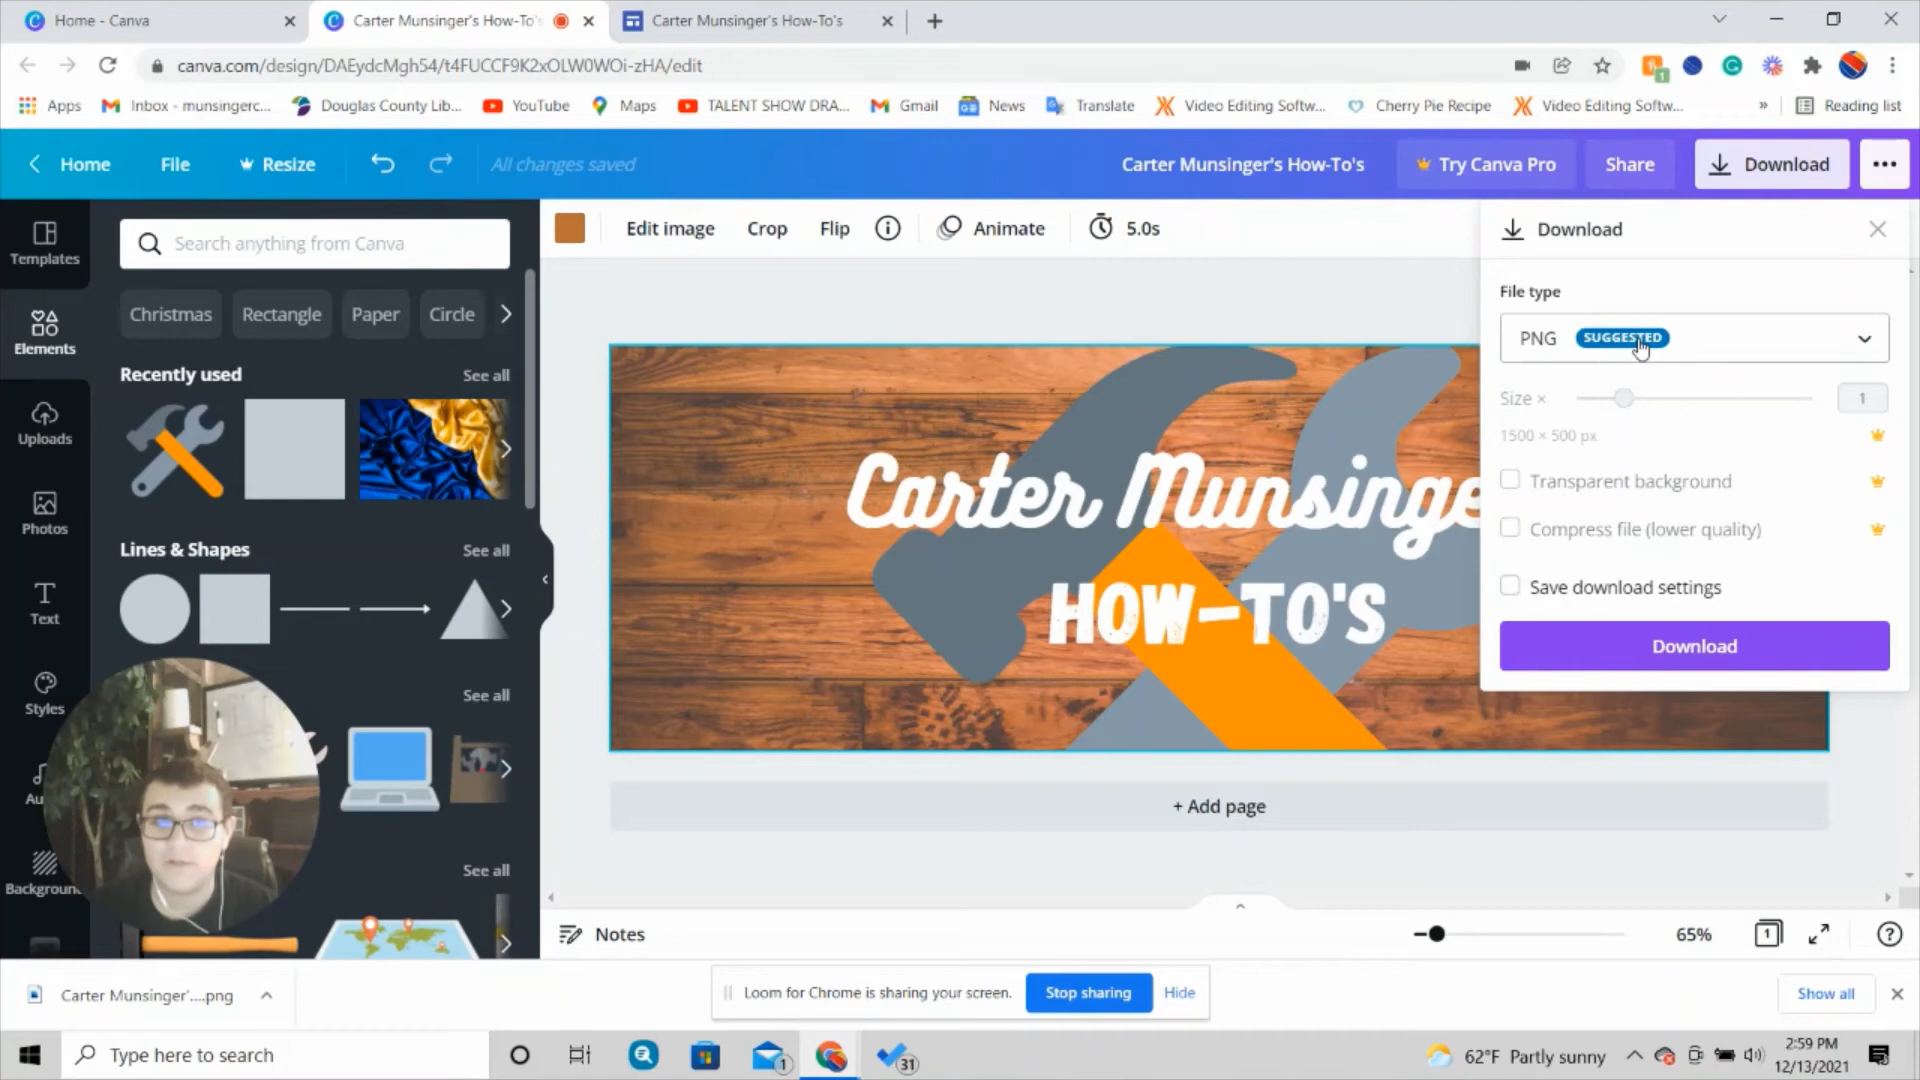 Home - Canva
Carter Munsinger's How-To's
Carter Munsinger's How-To's
canva.com/design/DAEydcMgh54/t4FUCCF9K2xOLW0WOi-zHA/edit
1
Apps
Inbox - munsingerc...
Douglas County Lib...
YouTube
Maps
TALENT SHOW DRA...
Gmail
News
Translate
Video Editing Softw...
Cherry Pie Recipe
Video Editing Softw...
»
Reading list
Home
File
Resize
All changes saved
Carter Munsinger's How-To's
Try Canva Pro
Share
Download
Templates
Elements
Uploads
Photos
Text
Styles
Au
Background
Search anything from Canva
Christmas
Rectangle
Paper
Circle
Recently used
See all
Lines & Shapes
See all
See all
See all
Edit image
Crop
Flip
Animate
5.0s
Carter Munsinge
HOW-TO'S
+ Add page
Download
File type
PNG
SUGGESTED
Size ×
1
1500 × 500 px
Transparent background
Compress file (lower quality)
Save download settings
Download
Notes
65%
1
?
Carter Munsinger'....png
Loom for Chrome is sharing your screen.
Stop sharing
Hide
Show all
Type here to search
1
31
62°F Partly sunny
2:59 PM
12/13/2021